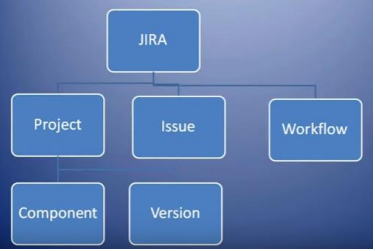 JIRA
Project
Issue
Workflow
Component
Version